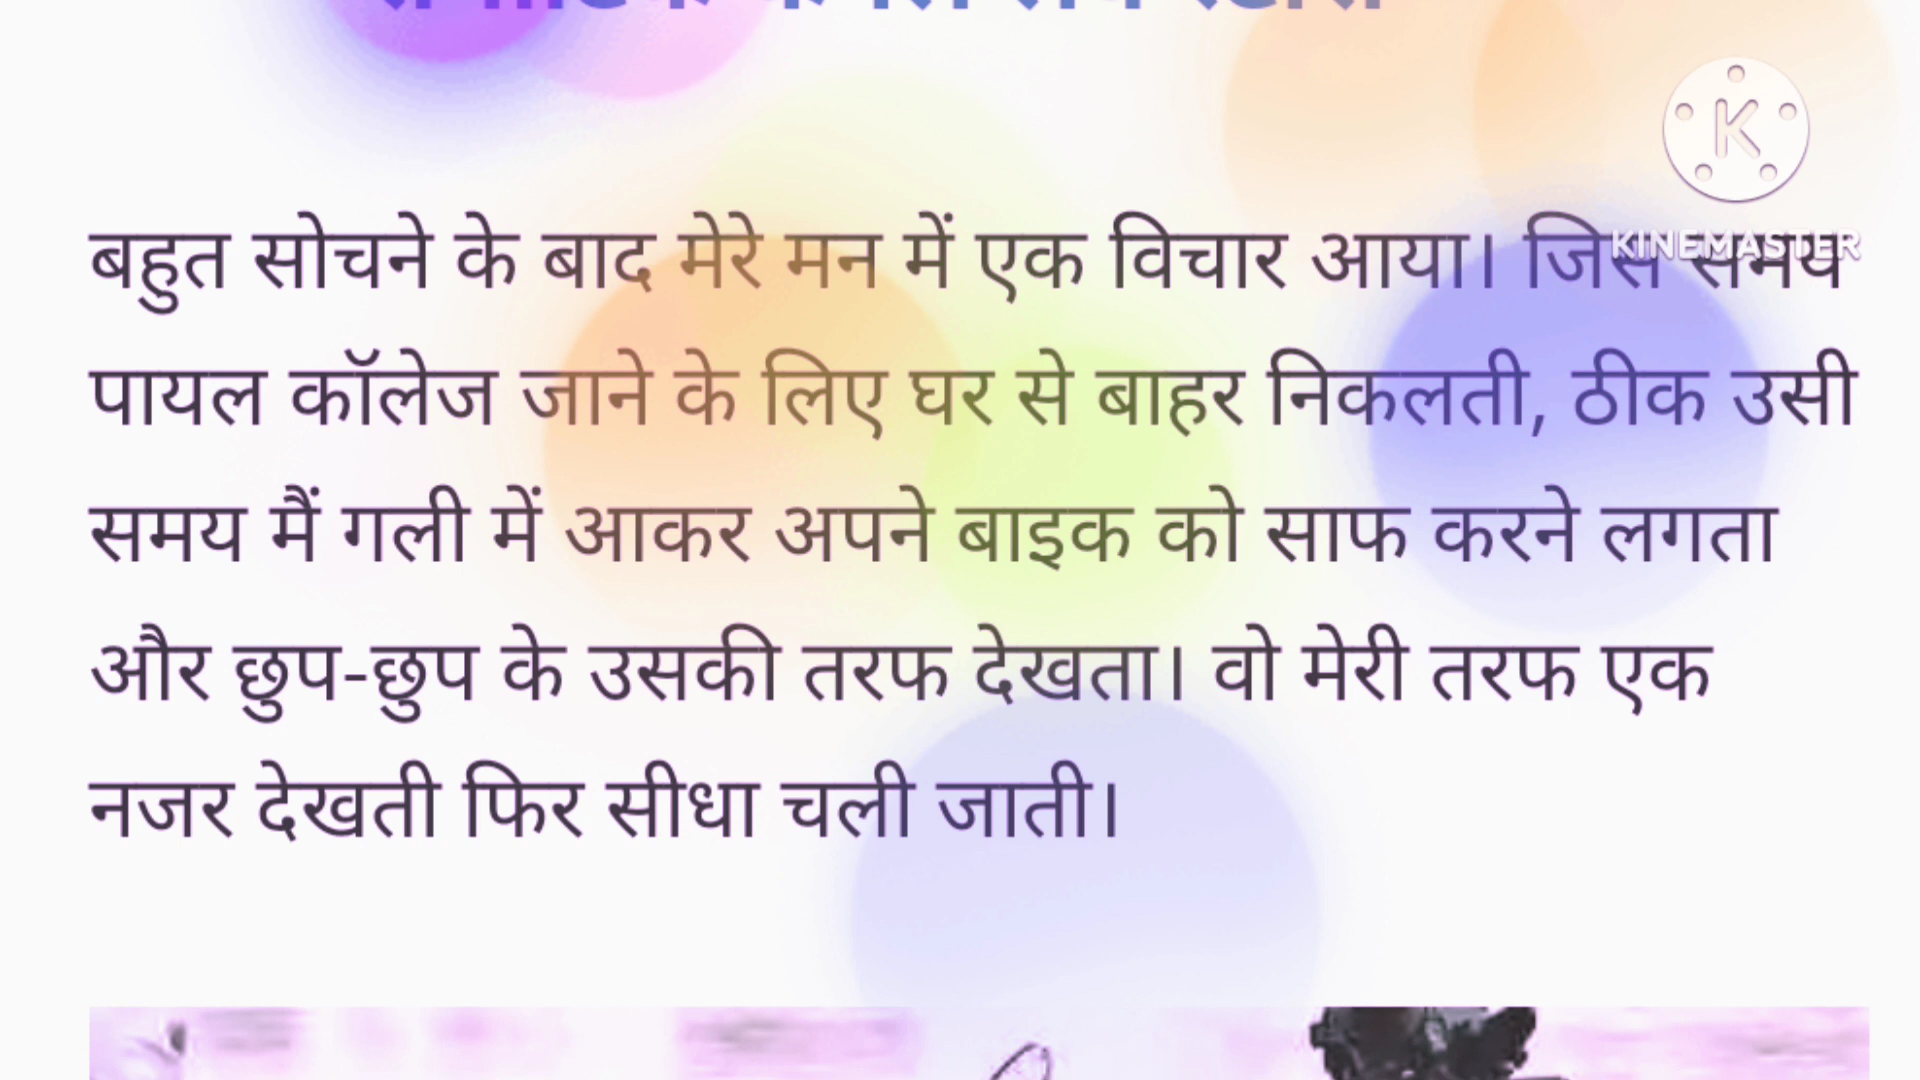 बहुत सोचने के बाद मेरे मन में एक विचार आया। जिस समय
पायल कॉलेज जाने के लिए घर से बाहर निकलती, ठीक उसी
समय मैं गली में आकर अपने बाइक को साफ करने लगता
और छुप-छुप के उसकी तरफ देखता। वो मेरी तरफ एक
नजर देखती फिर सीधा चली जाती।
K
KINEMASTER